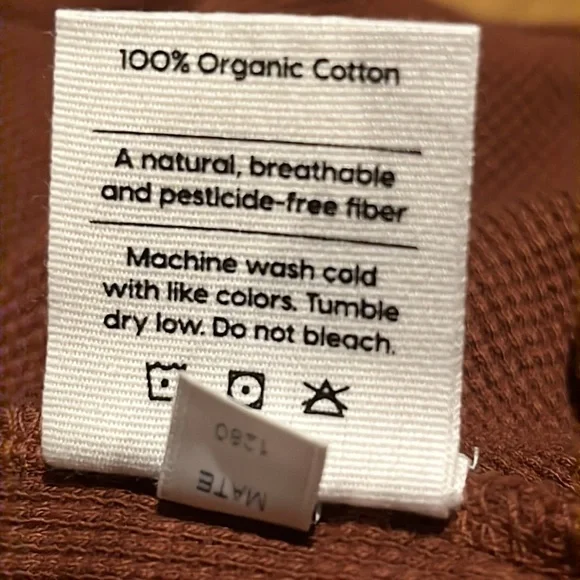 100% Organic Cotton
A natural, breathable
and pesticide-free fiber
Machine wash cold
with like colors. Tumble
dry low. Do not bleach.
1280
MATE